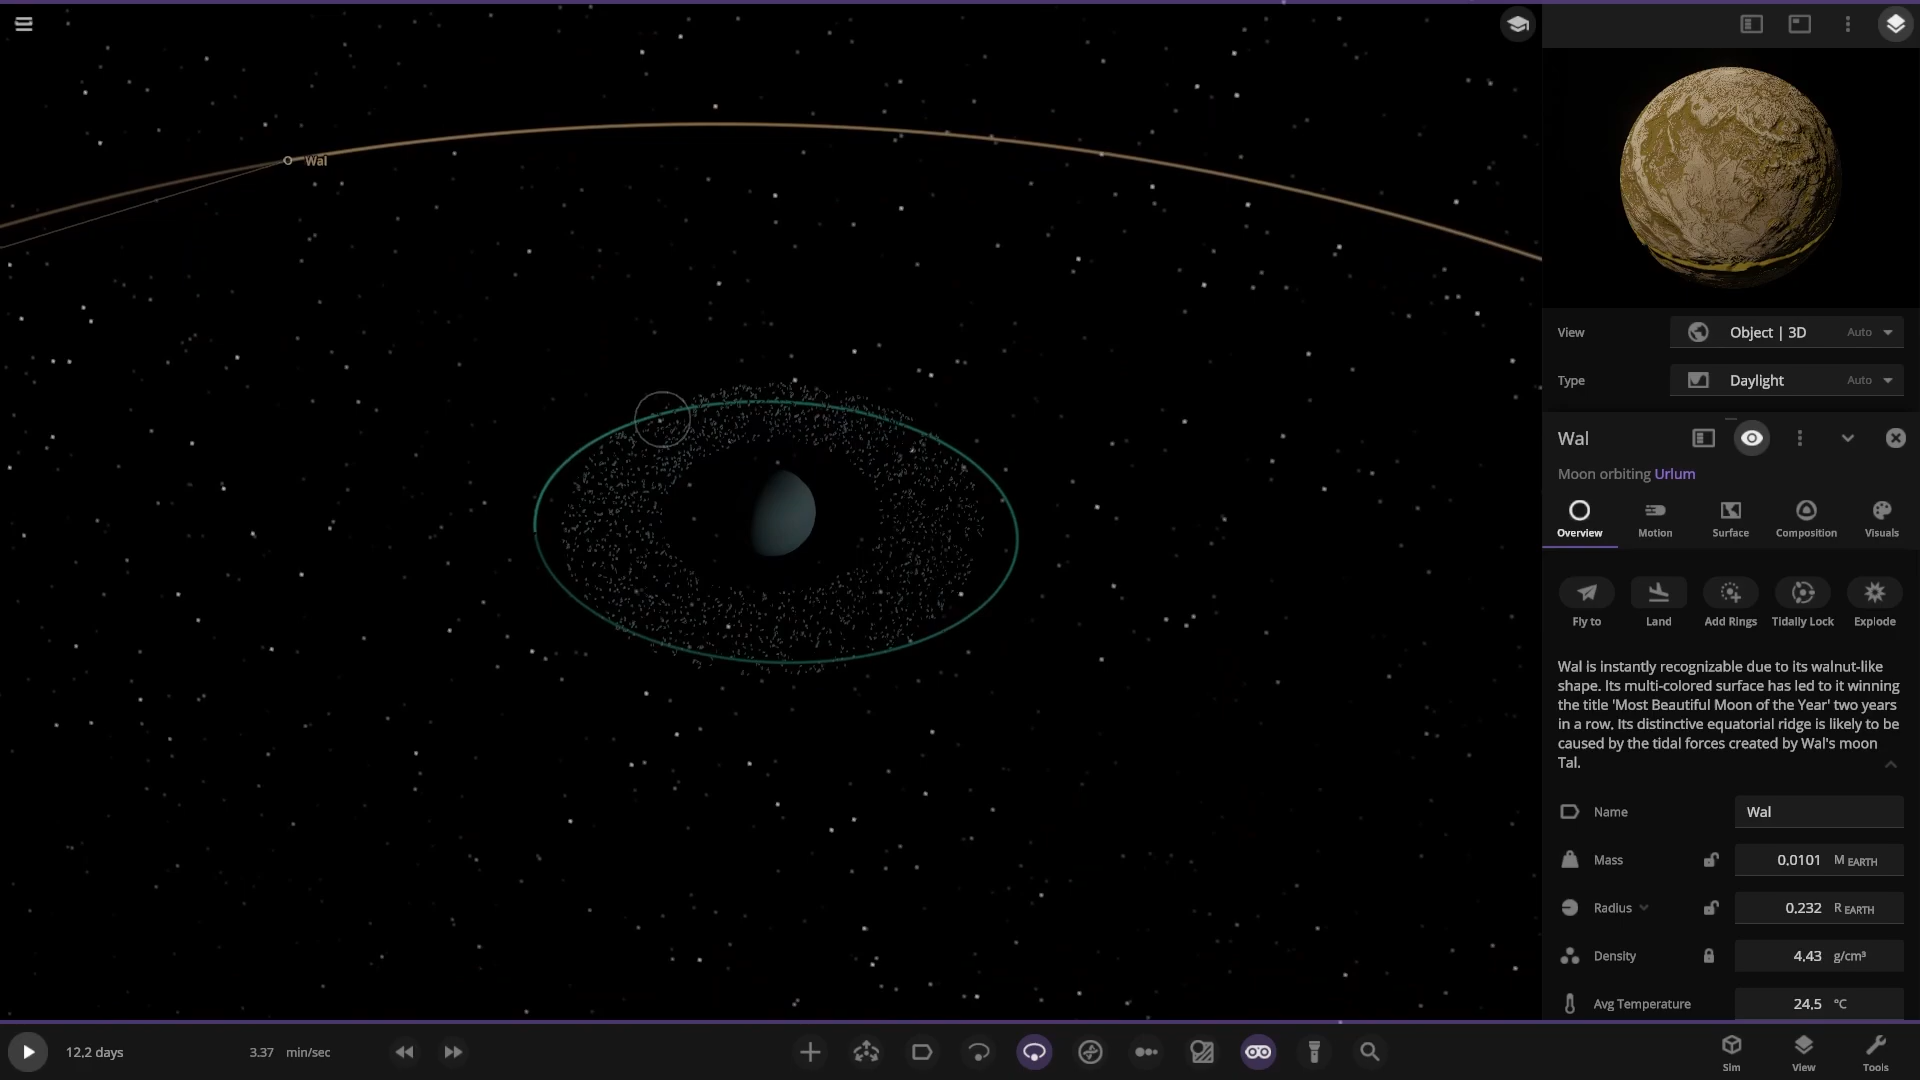 Wal
View
Object | 3D
Auto
Type
Daylight
Auto
Wal
Moon orbiting Urlum
Overview
Motion
Surface
Composition
Visuals
Fly to
Land
Add Rings
Tidally Lock
Explode
Wal is instantly recognizable due to its walnut-like
shape. Its multi-colored surface has led to it winning
the title 'Most Beautiful Moon of the Year' two years
in a row. Its distinctive equatorial ridge is likely to be
caused by the tidal forces created by Wal's moon
Tal.
Name
Wal
Mass
0.0101 M EARTH
Radius
0.232 R EARTH
Density
4.43 g/cm³
Avg Temperature
24.5 °C
12.2 days
3.37 min/sec
Sim
View
Tools